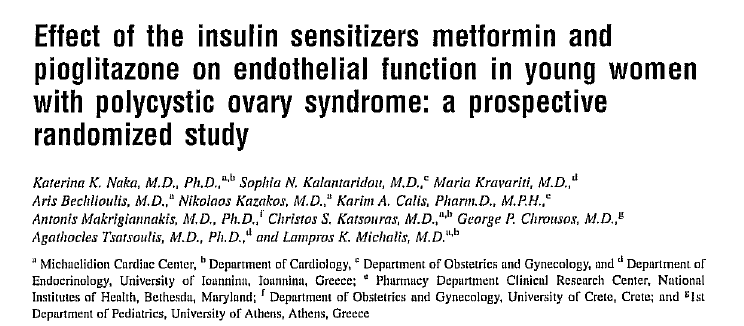 Effect of the insulin sensitizers metformin and
pioglitazone on endothelial function in young women
with polycystic ovary syndrome: a prospective
randomized study
Katerina K. Naka, M.D., Ph.D.,a,b Sophia N. Kalantaridou, M.D.,c Maria Kravariti, M.D.,d
Aris Bechlioulis, M.D.,a Nikolaos Kazakos, M.D.,a Karim A. Calis, Pharm.D., M.P.H.,e
Antonis Makrigiannakis, M.D., Ph.D.,f Christos S. Katsouras, M.D.,a,b George P. Chrousos, M.D.,g
Agathocles Tsatsoulis, M.D., Ph.D.,d and Lampros K. Michalis, M.D.a,b
a Michaelidion Cardiac Center, b Department of Cardiology, c Department of Obstetrics and Gynecology, and d Department of
Endocrinology, University of Ioannina, Ioannina, Greece; e Pharmacy Department Clinical Research Center, National
Institutes of Health, Bethesda, Maryland; f Department of Obstetrics and Gynecology, University of Crete, Crete; and g1st
Department of Pediatrics, University of Athens, Athens, Greece